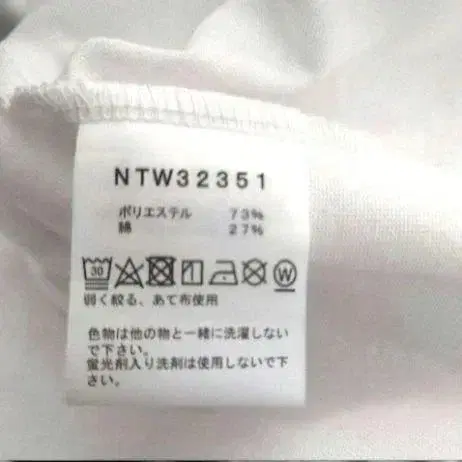 NTW32351
ポリエステル 73%
綿 27%
30 W
弱く絞る、あて布使用
色物は他の物と一緒に洗濯しない
で下さい。
蛍光剤入り洗剤は使用しないで下
さい。